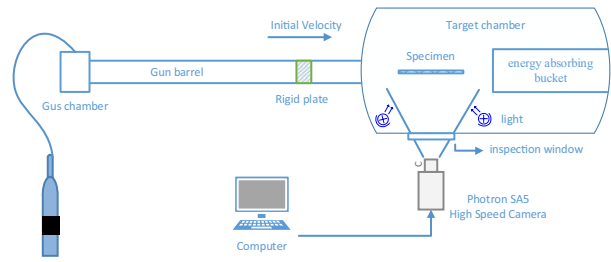 Initial Velocity
Target chamber
Specimen
energy absorbing
bucket
Gun barrel
Rigid plate
Gus chamber
light
inspection window
C
Photron SA5
High Speed Camera
Computer